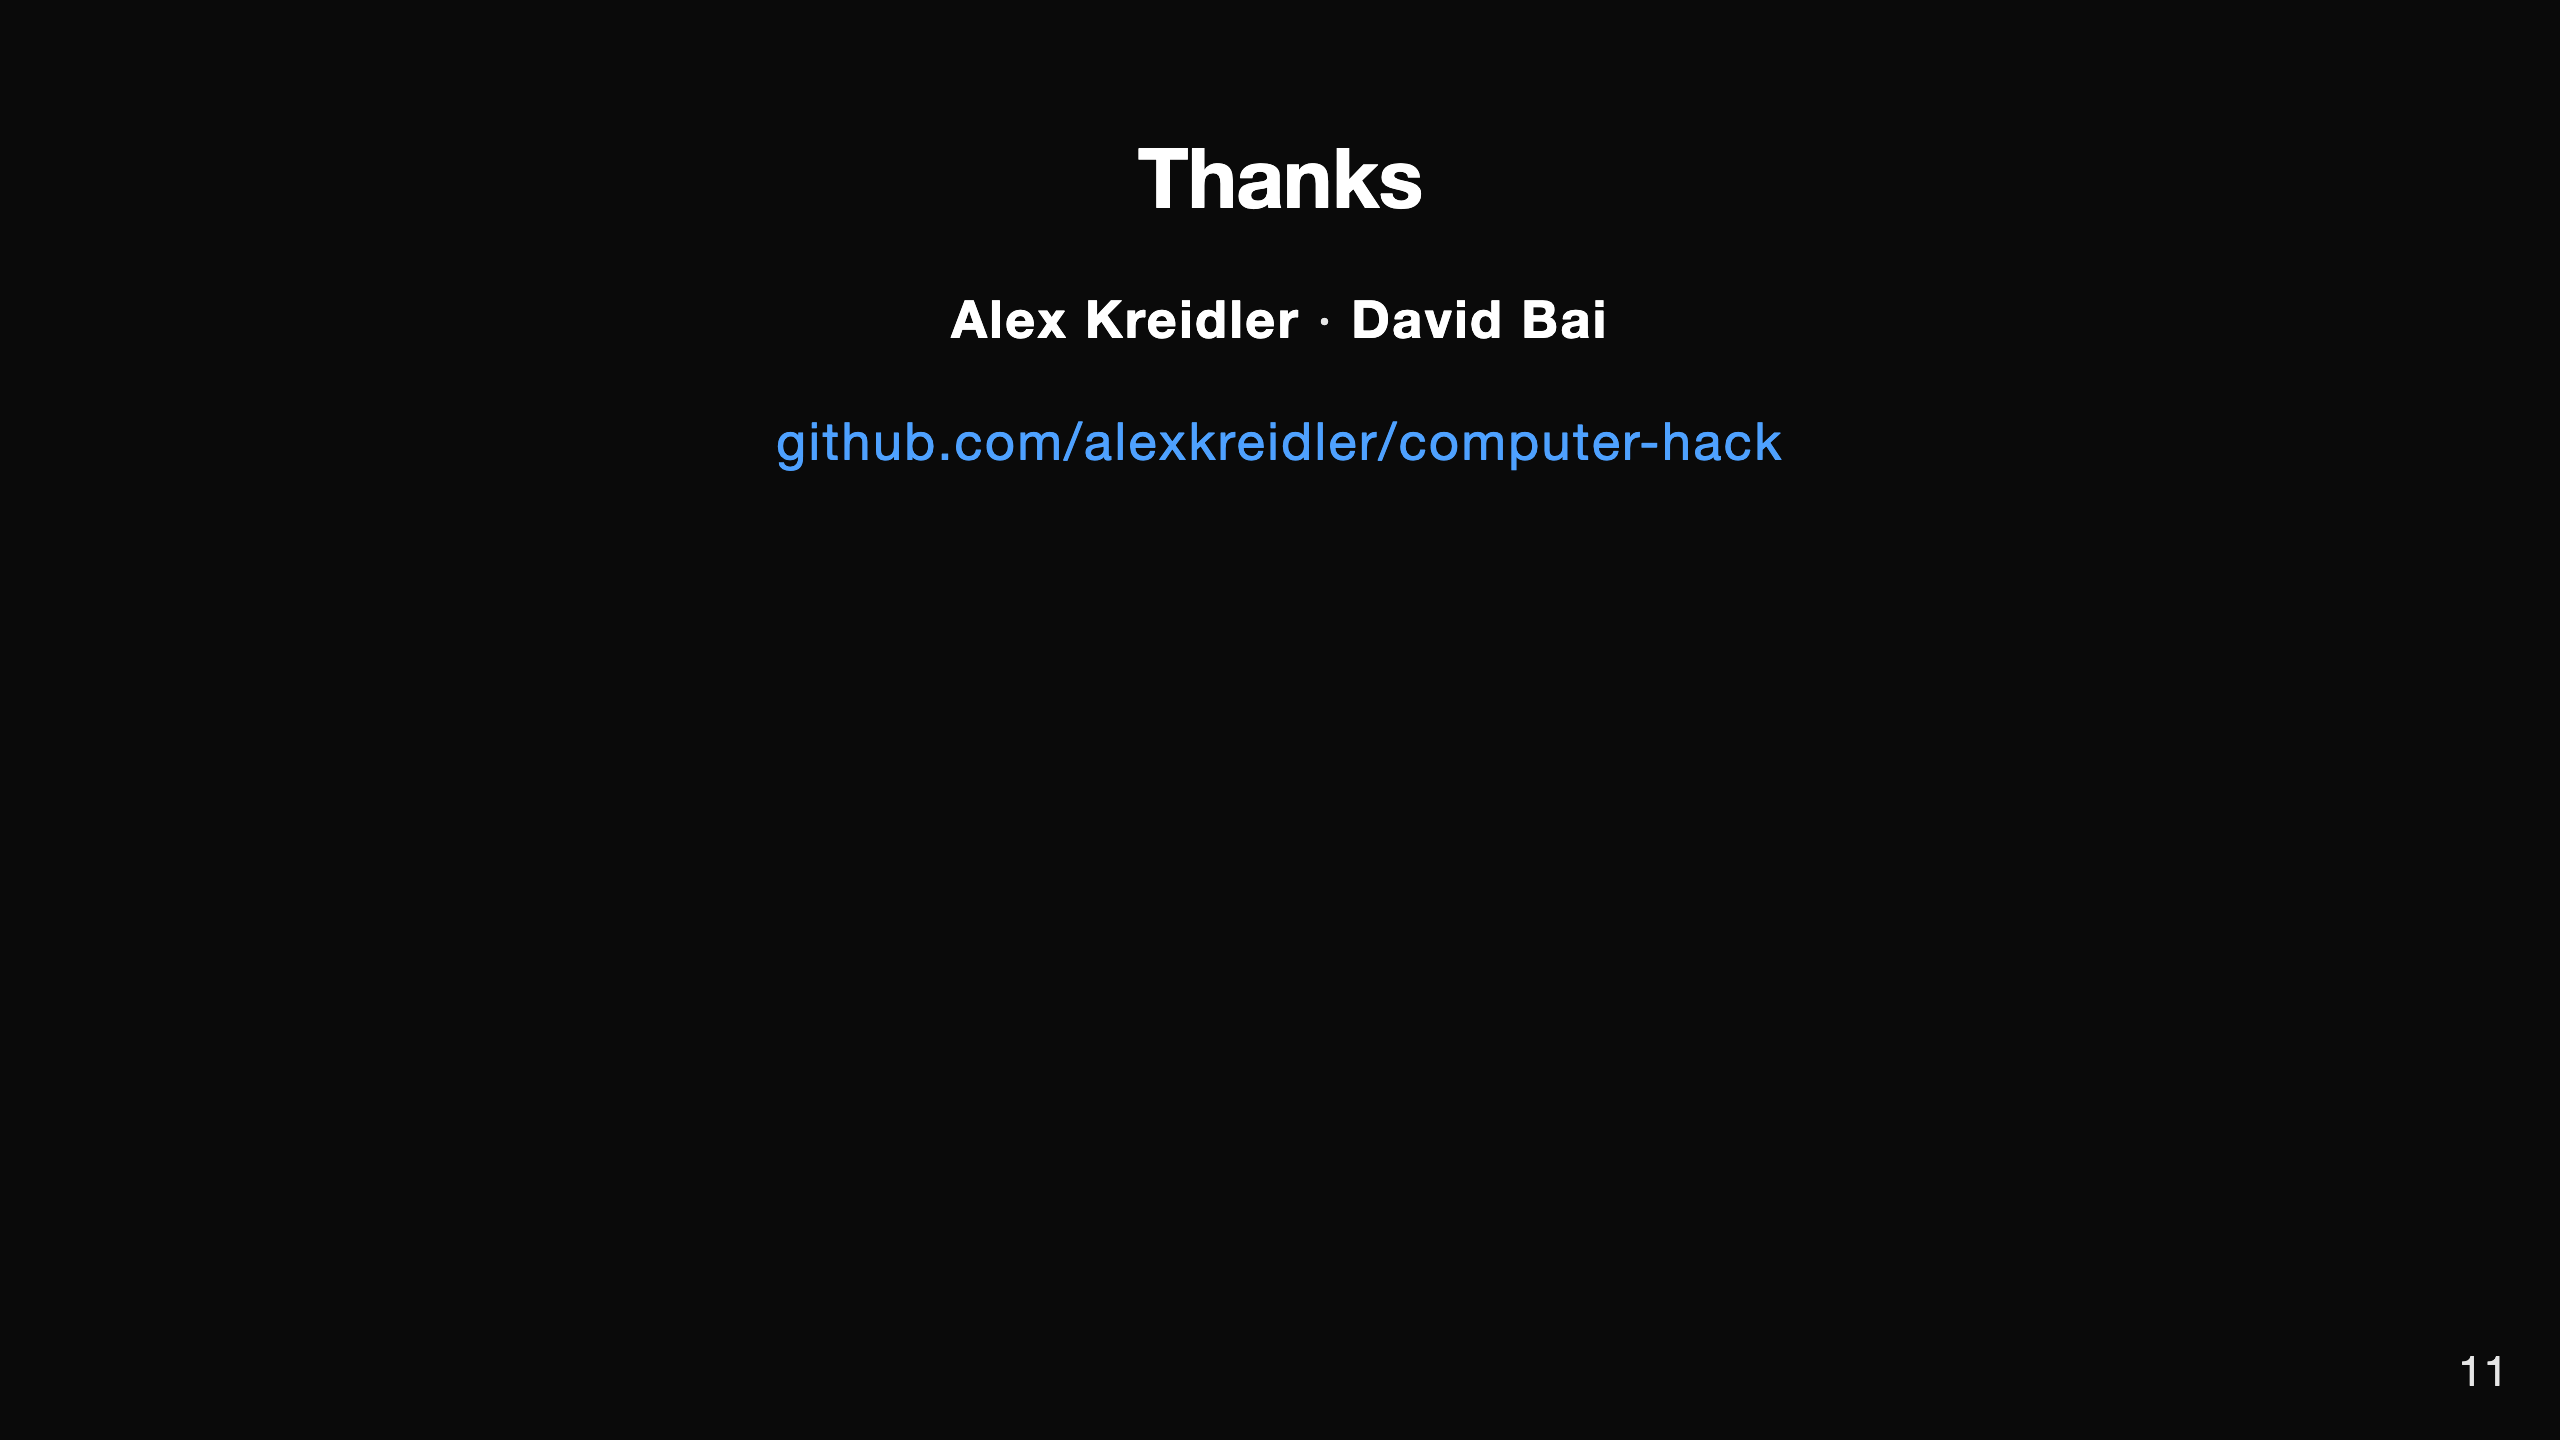 Thanks
Alex Kreidler · David Bai
github.com/alexkreidler/computer-hack
11